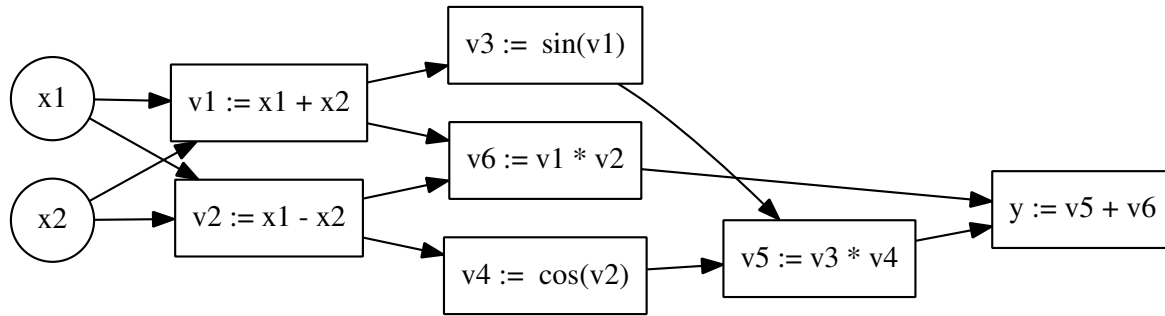 x1
x2
v1 := x1 + x2
v2 := x1 - x2
v3 :=  sin(v1)
v6 := v1 * v2
v4 :=  cos(v2)
v5 := v3 * v4
y := v5 + v6